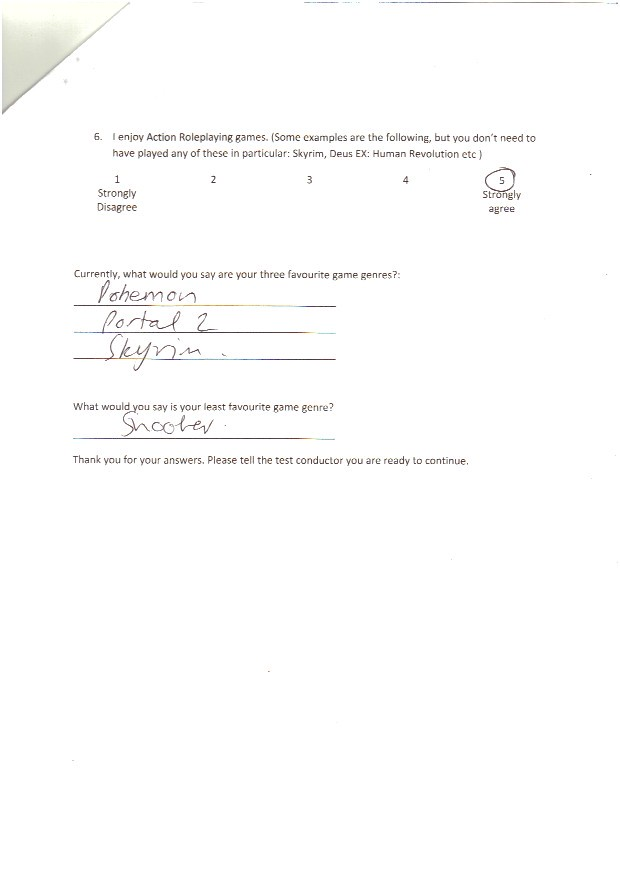 6. I enjoy Action Roleplaying games. (Some examples are the following, but you don't need to
have played any of these in particular: Skyrim, Deus EX: Human Revolution etc )
1 2 3 4 5
Strongly Strongly
Disagree agree
Currently, what would you say are your three favourite game genres?:
Pokemon
Portal 2
Skyrim.
What would you say is your least favourite game genre?
Shooter.
Thank you for your answers. Please tell the test conductor you are ready to continue.